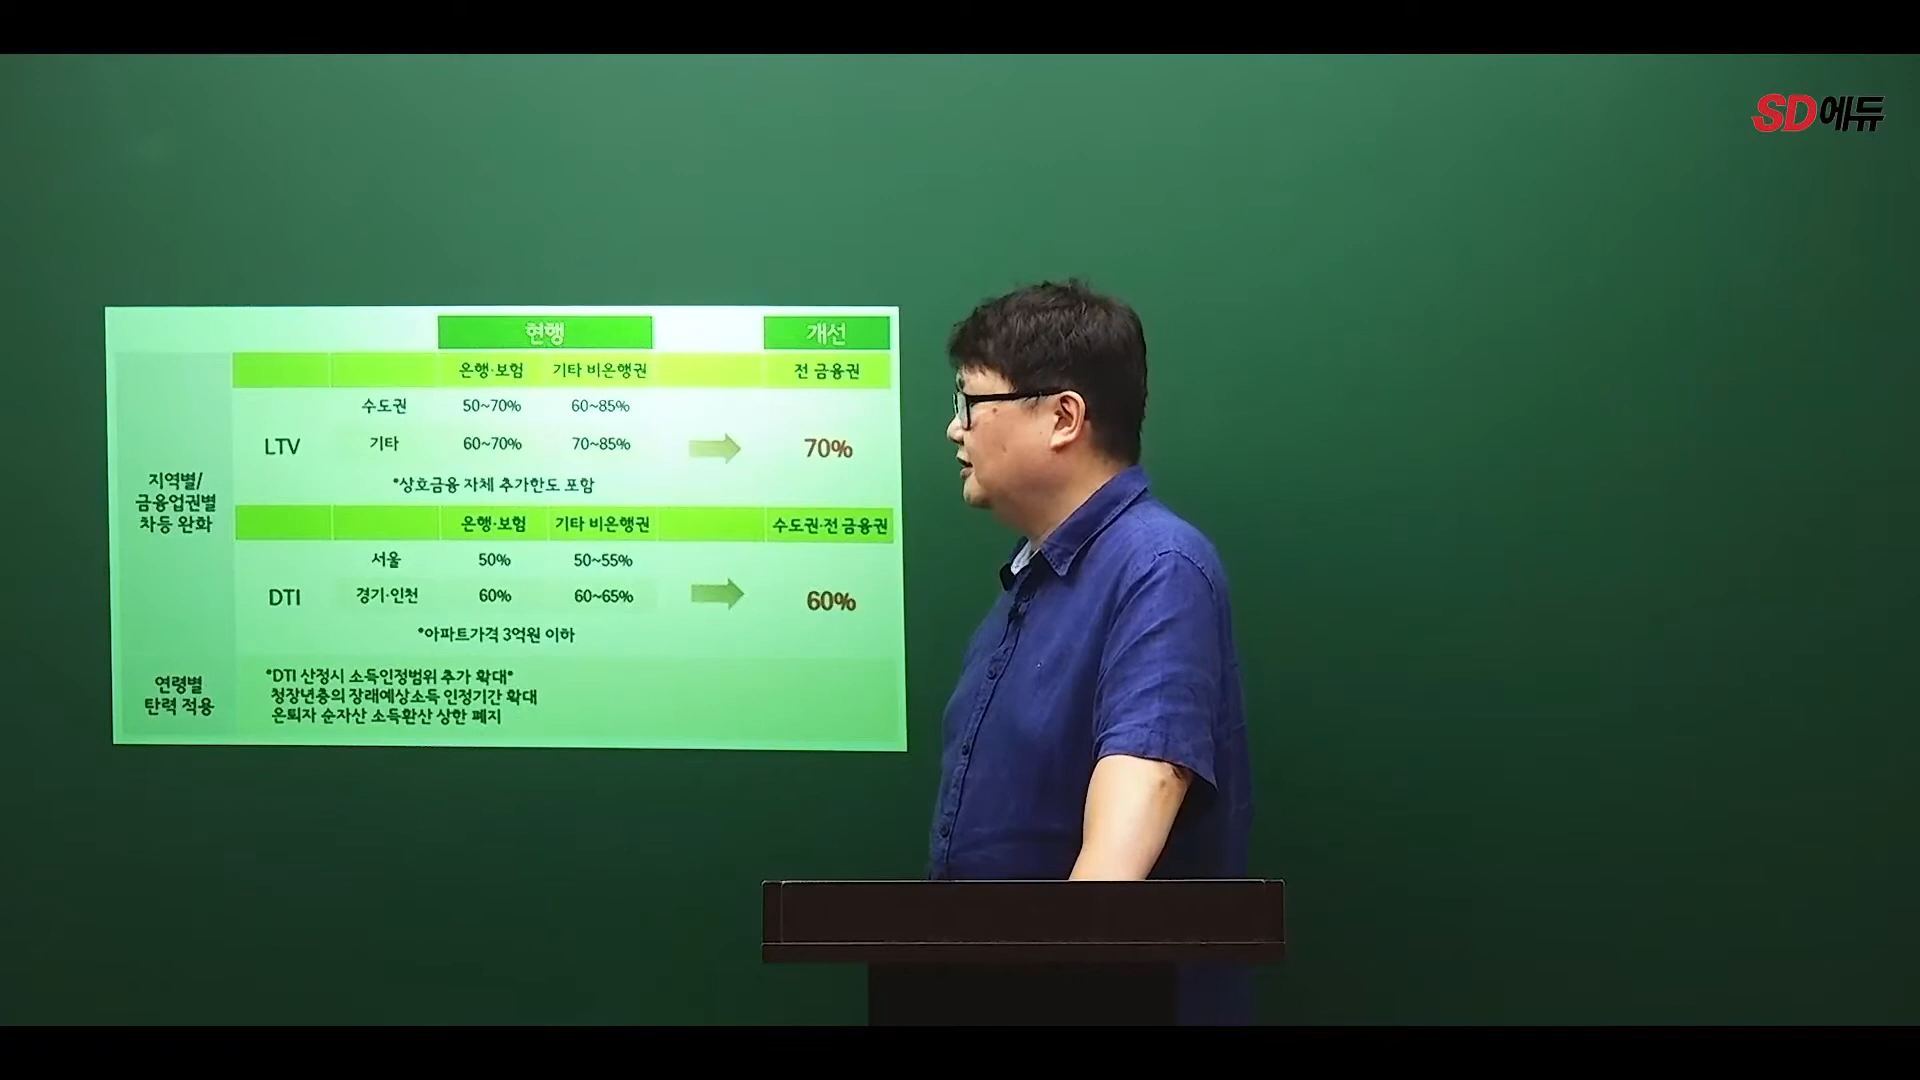 SD에듀
현행 개선
은행·보험 기타 비은행권 전 금융권
수도권 50~70% 60~85%
LTV 기타 60~70% 70~85% 70%
*상호금융 자체 추가한도 포함
지역별/
금융업권별
차등 완화
은행·보험 기타 비은행권 수도권·전 금융권
서울 50% 50~55%
DTI 경기·인천 60% 60~65% 60%
*아파트가격 3억원 이하
연령별
탄력 적용
*DTI 산정시 소득인정범위 추가 확대*
청장년층의 장래예상소득 인정기간 확대
은퇴자 순자산 소득환산 상한 폐지